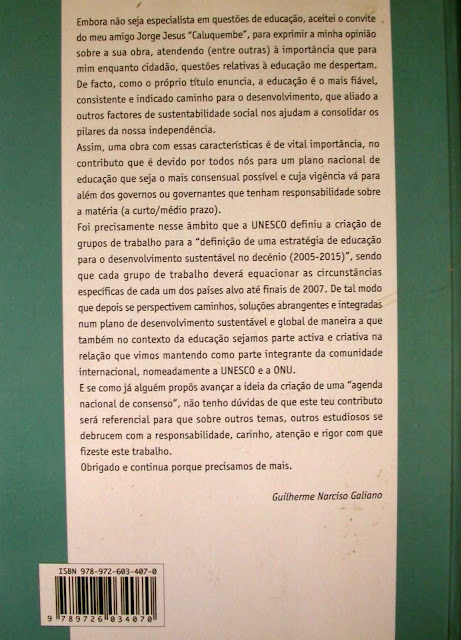 Embora não seja especialista em questões de educação, aceitei o convite
do meu amigo Jorge Jesus "Caluquembe", para exprimir a minha opinião
sobre a sua obra, atendendo (entre outras) à importância que para
mim enquanto cidadão, questões relativas à educação me despertam.
De facto, como o próprio título enuncia, a educação é o mais fiável,
consistente e indicado caminho para o desenvolvimento, que aliado a
outros factores de sustentabilidade social nos ajudam a consolidar os
pilares da nossa independência.
Assim, uma obra com essas características é de vital importância, no
contributo que é devido por todos nós para um plano nacional de
educação que seja o mais consensual possível e cuja vigência vá para
além dos governos ou governantes que tenham responsabilidade sobre
a matéria (a curto/médio prazo).
Foi precisamente nesse âmbito que a UNESCO definiu a criação de
grupos de trabalho para a "definição de uma estratégia de educação
para o desenvolvimento sustentável no decénio (2005-2015)", sendo
que cada grupo de trabalho deverá equacionar as circunstâncias
específicas de cada um dos países alvo até finais de 2007. De tal modo
que depois se perspectivem caminhos, soluções abrangentes e integradas
num plano de desenvolvimento sustentável e global de maneira a que
também no contexto da educação sejamos parte activa e criativa na
relação que vimos mantendo como parte integrante da comunidade
internacional, nomeadamente a UNESCO e a ONU.
E se como já alguém propôs avançar a ideia da criação de uma "agenda
nacional de consenso", não tenho dúvidas de que este teu contributo
será referencial para que sobre outros temas, outros estudiosos se
debrucem com a responsabilidade, carinho, atenção e rigor com que
fizeste este trabalho.
Obrigado e continua porque precisamos de mais.
Guilherme Narciso Galiano
ISBN 978-972-603-407-0
9 789726 034070